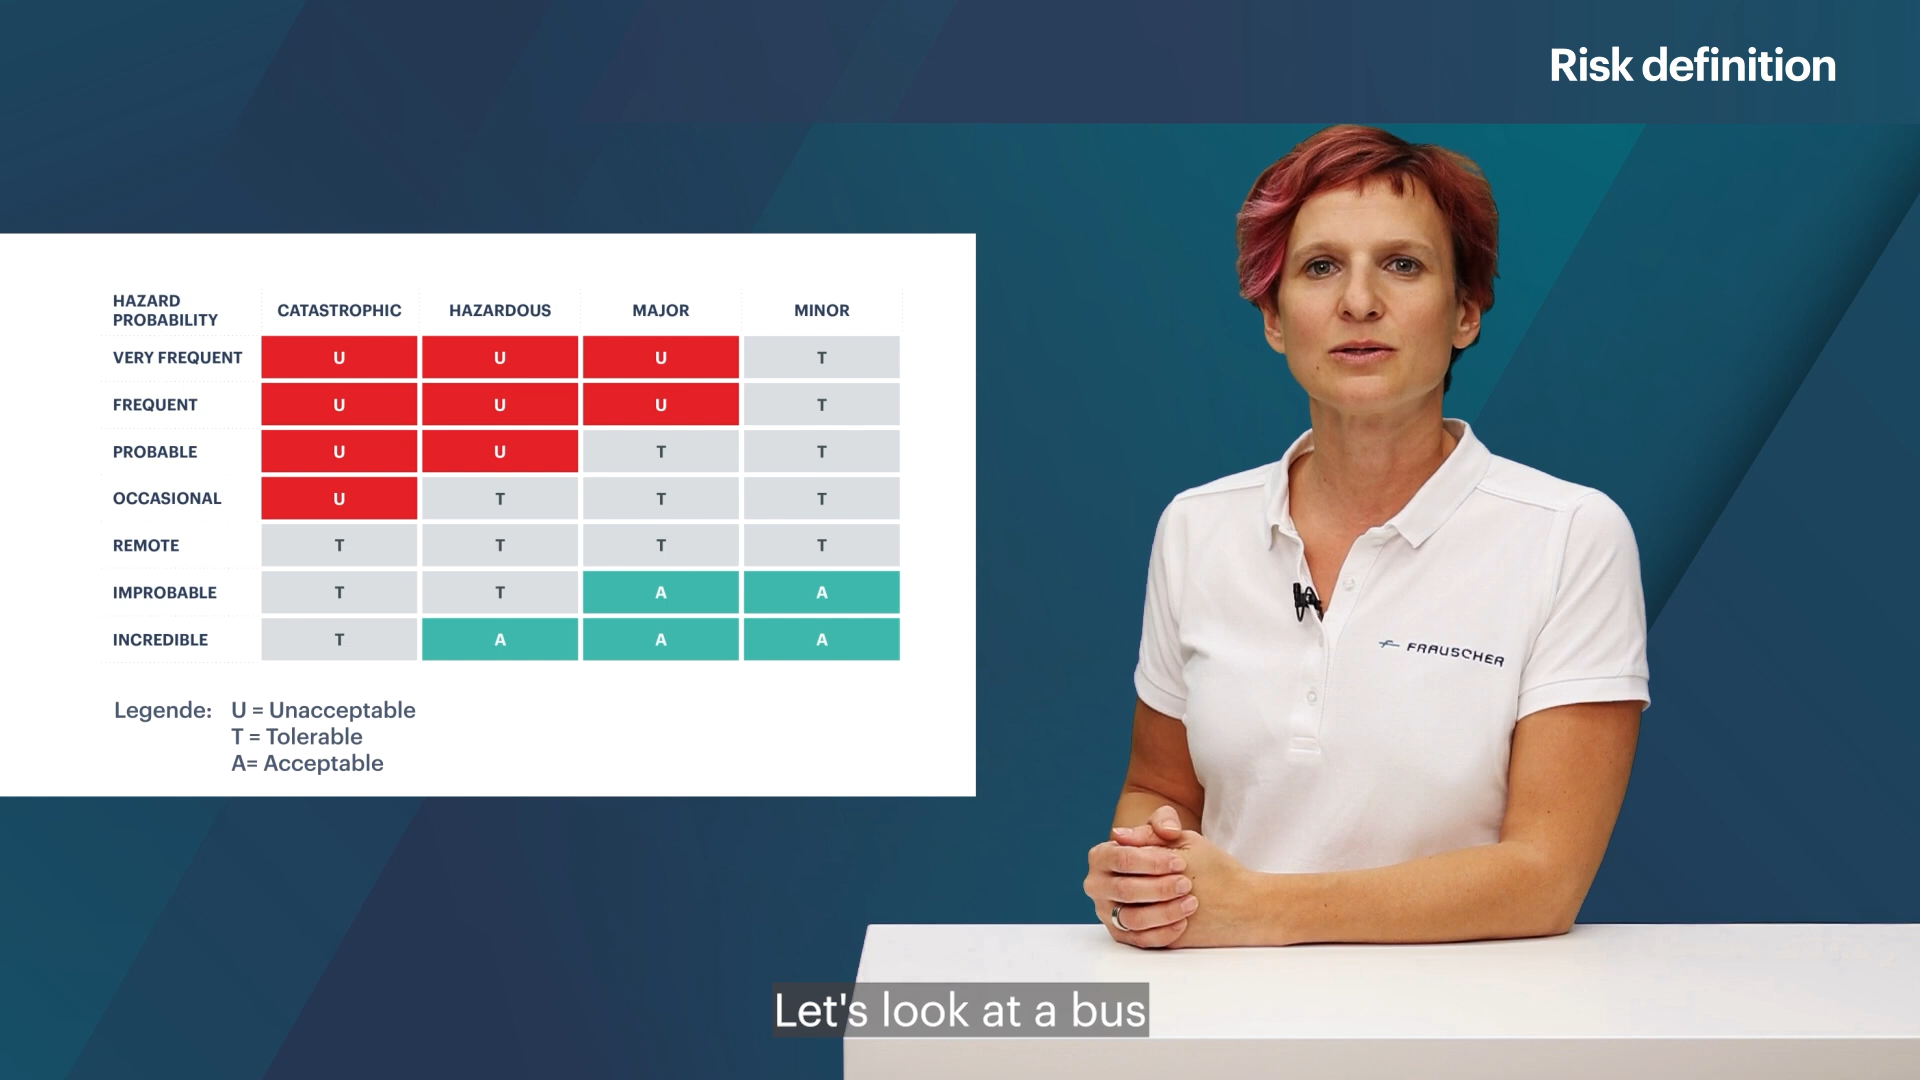 Risk definition
HAZARD
PROBABILITY
CATASTROPHIC HAZARDOUS MAJOR MINOR
VERY FREQUENT U U U T
FREQUENT U U U T
PROBABLE U U T T
OCCASIONAL U T T T
REMOTE T T T T
IMPROBABLE T T A A
INCREDIBLE T A A A
Legende: U = Unacceptable
T = Tolerable
A= Acceptable
FRAUSCHER
Let's look at a bus